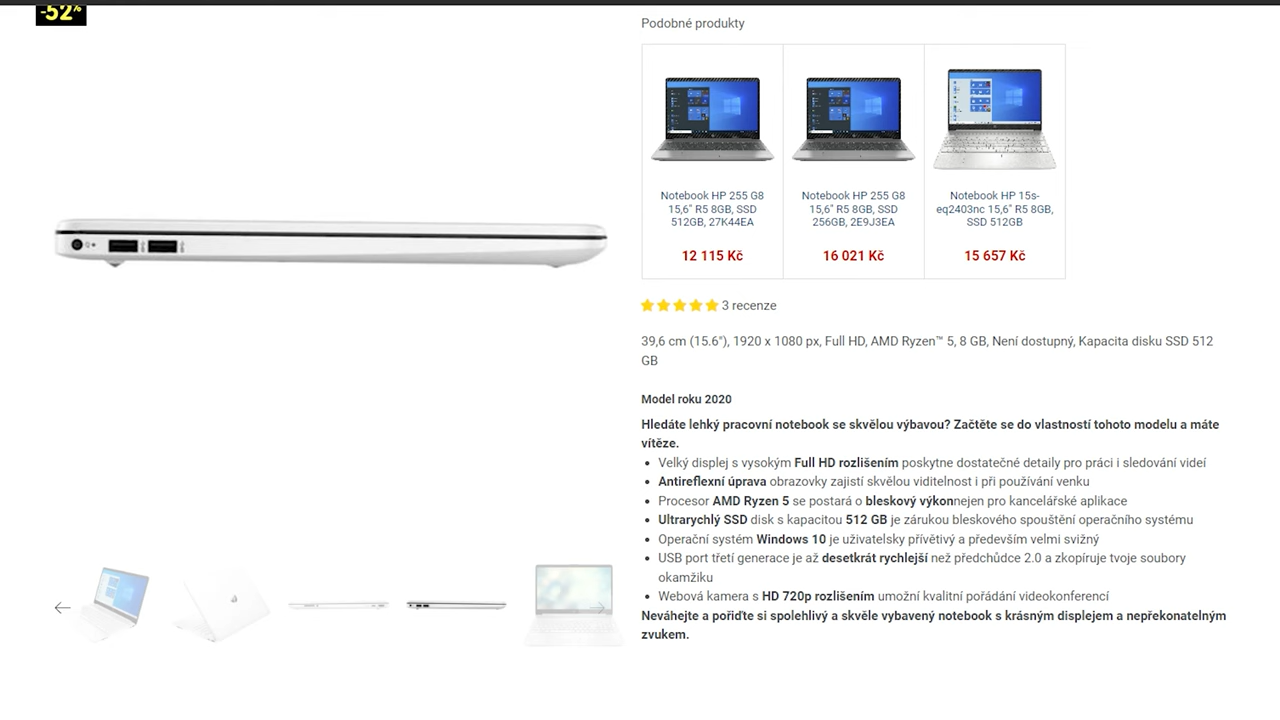 -52%
Podobné produkty
Notebook HP 255 G8
15,6" R5 8GB, SSD
512GB, 27K44EA
12 115 Kč
Notebook HP 255 G8
15,6" R5 8GB, SSD
256GB, 2E9J3EA
16 021 Kč
Notebook HP 15s-
eq2403nc 15,6" R5 8GB,
SSD 512GB
15 657 Kč
3 recenze
39,6 cm (15.6"), 1920 x 1080 px, Full HD, AMD Ryzen™ 5, 8 GB, Není dostupný, Kapacita disku SSD 512
GB
Model roku 2020
Hledáte lehký pracovní notebook se skvělou výbavou? Začtěte se do vlastností tohoto modelu a máte
vítěze.
• Velký displej s vysokým Full HD rozlišením poskytne dostatečné detaily pro práci i sledování videí
• Antireflexní úprava obrazovky zajistí skvělou viditelnost i při používání venku
• Procesor AMD Ryzen 5 se postará o bleskový výkonnejen pro kancelářské aplikace
• Ultrarychlý SSD disk s kapacitou 512 GB je zárukou bleskového spouštění operačního systému
• Operační systém Windows 10 je uživatelsky přívětivý a především velmi svižný
• USB port třetí generace je až desetkrát rychlejší než předchůdce 2.0 a zkopíruje tvoje soubory
okamžiku
• Webová kamera s HD 720p rozlišením umožní kvalitní pořádání videokonferencí
Neváhejte a pořiďte si spolehlivý a skvěle vybavený notebook s krásným displejem a nepřekonatelným
zvukem.